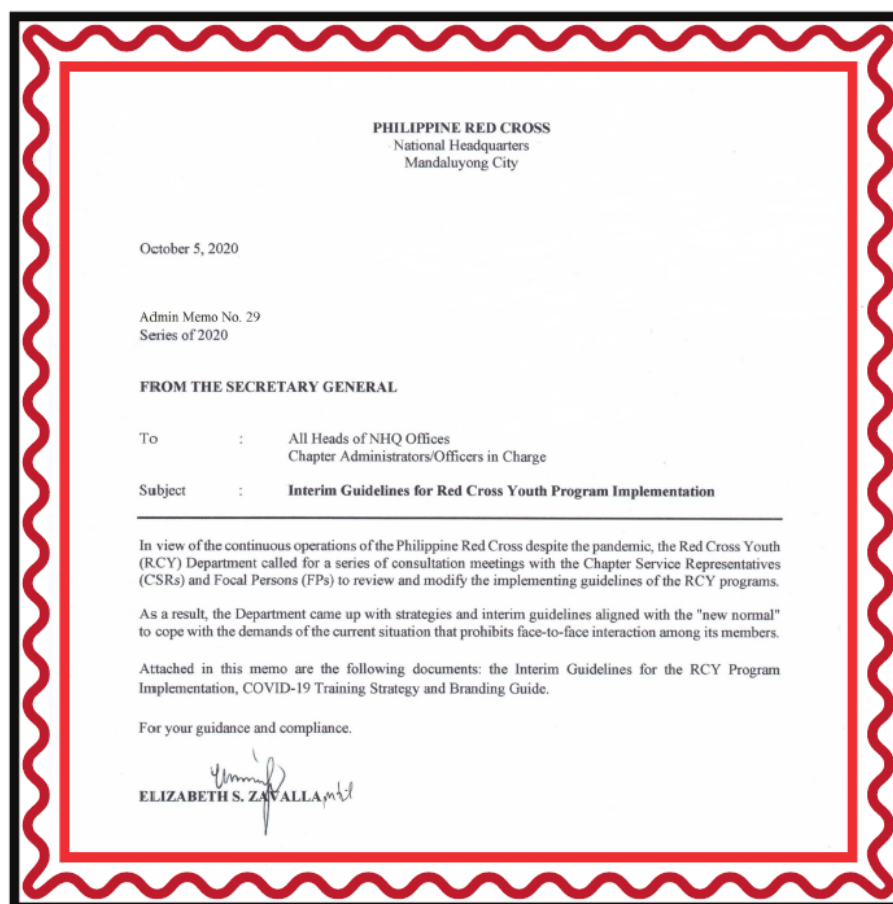 PHILIPPINE RED CROSS
National Headquarters
Mandaluyong City
October 5, 2020
Admin Memo No. 29
Series of 2020
FROM THE SECRETARY GENERAL
To : All Heads of NHQ Offices
Chapter Administrators/Officers in Charge
Subject : Interim Guidelines for Red Cross Youth Program Implementation
In view of the continuous operations of the Philippine Red Cross despite the pandemic, the Red Cross Youth
(RCY) Department called for a series of consultation meetings with the Chapter Service Representatives
(CSRs) and Focal Persons (FPs) to review and modify the implementing guidelines of the RCY programs.
As a result, the Department came up with strategies and interim guidelines aligned with the "new normal"
to cope with the demands of the current situation that prohibits face-to-face interaction among its members.
Attached in this memo are the following documents: the Interim Guidelines for the RCY Program
Implementation, COVID-19 Training Strategy and Branding Guide.
For your guidance and compliance.
ELIZABETH S. ZAVALLA